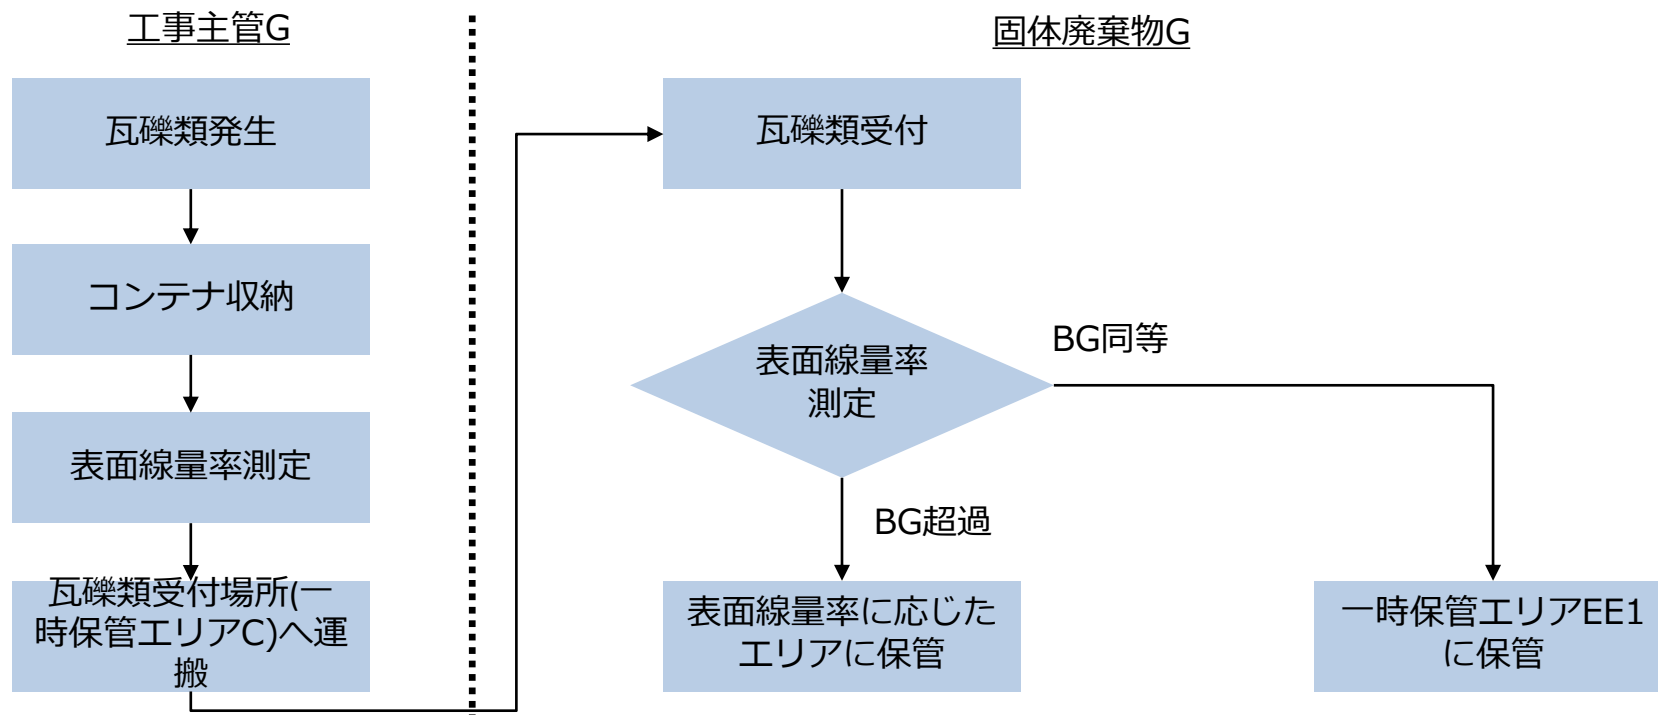 工事主管G
瓦礫類発生
コンテナ収納
表面線量率測定
瓦礫類受付場所(一
時保管エリアC)へ運
搬
固体廃棄物G
瓦礫類受付
表面線量率
測定
BG同等
BG超過
表面線量率に応じた
エリアに保管
一時保管エリアEE1
に保管